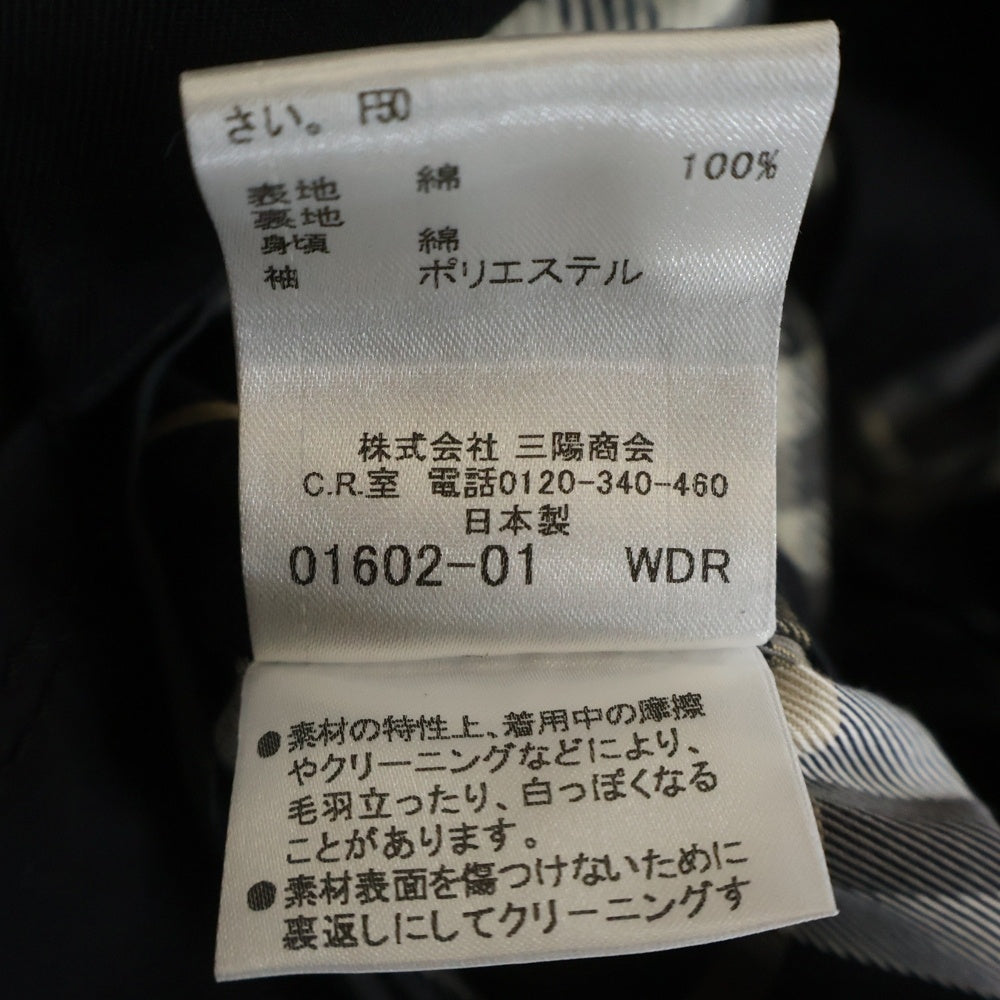 さい。 F50
表地 綿 100%
裏地
身頃 綿
袖 ポリエステル
株式会社 三陽商会
C.R.室 電話0120-340-460
日本製
01602-01 WDR
●素材の特性上、着用中の摩擦
やクリーニングなどにより、
毛羽立ったり、白っぽくなる
ことがあります。
●素材表面を傷つけないために
裏返しにしてクリーニングす